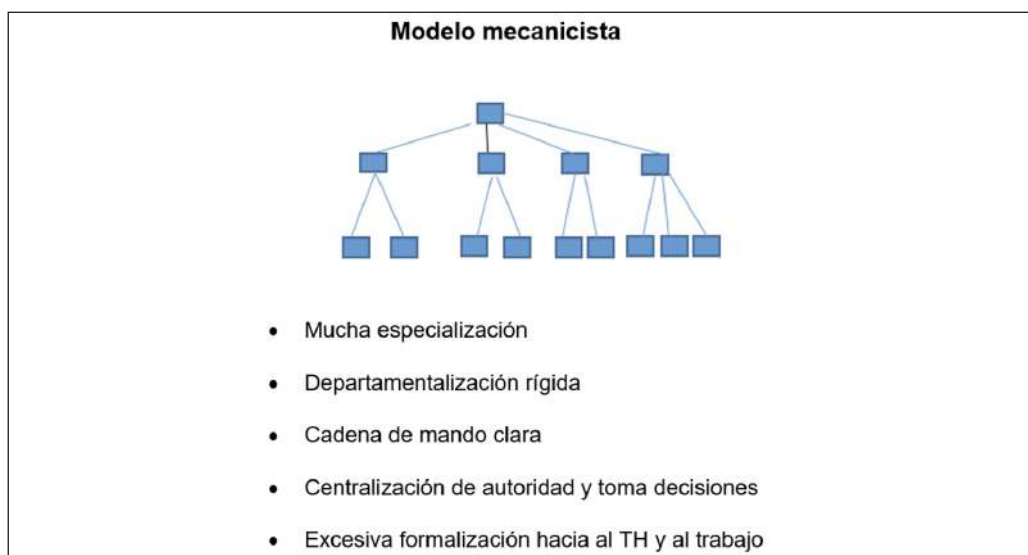 Modelo mecanicista
• Mucha especialización
• Departamentalización rígida
• Cadena de mando clara
• Centralización de autoridad y toma decisiones
• Excesiva formalización hacia al TH y al trabajo